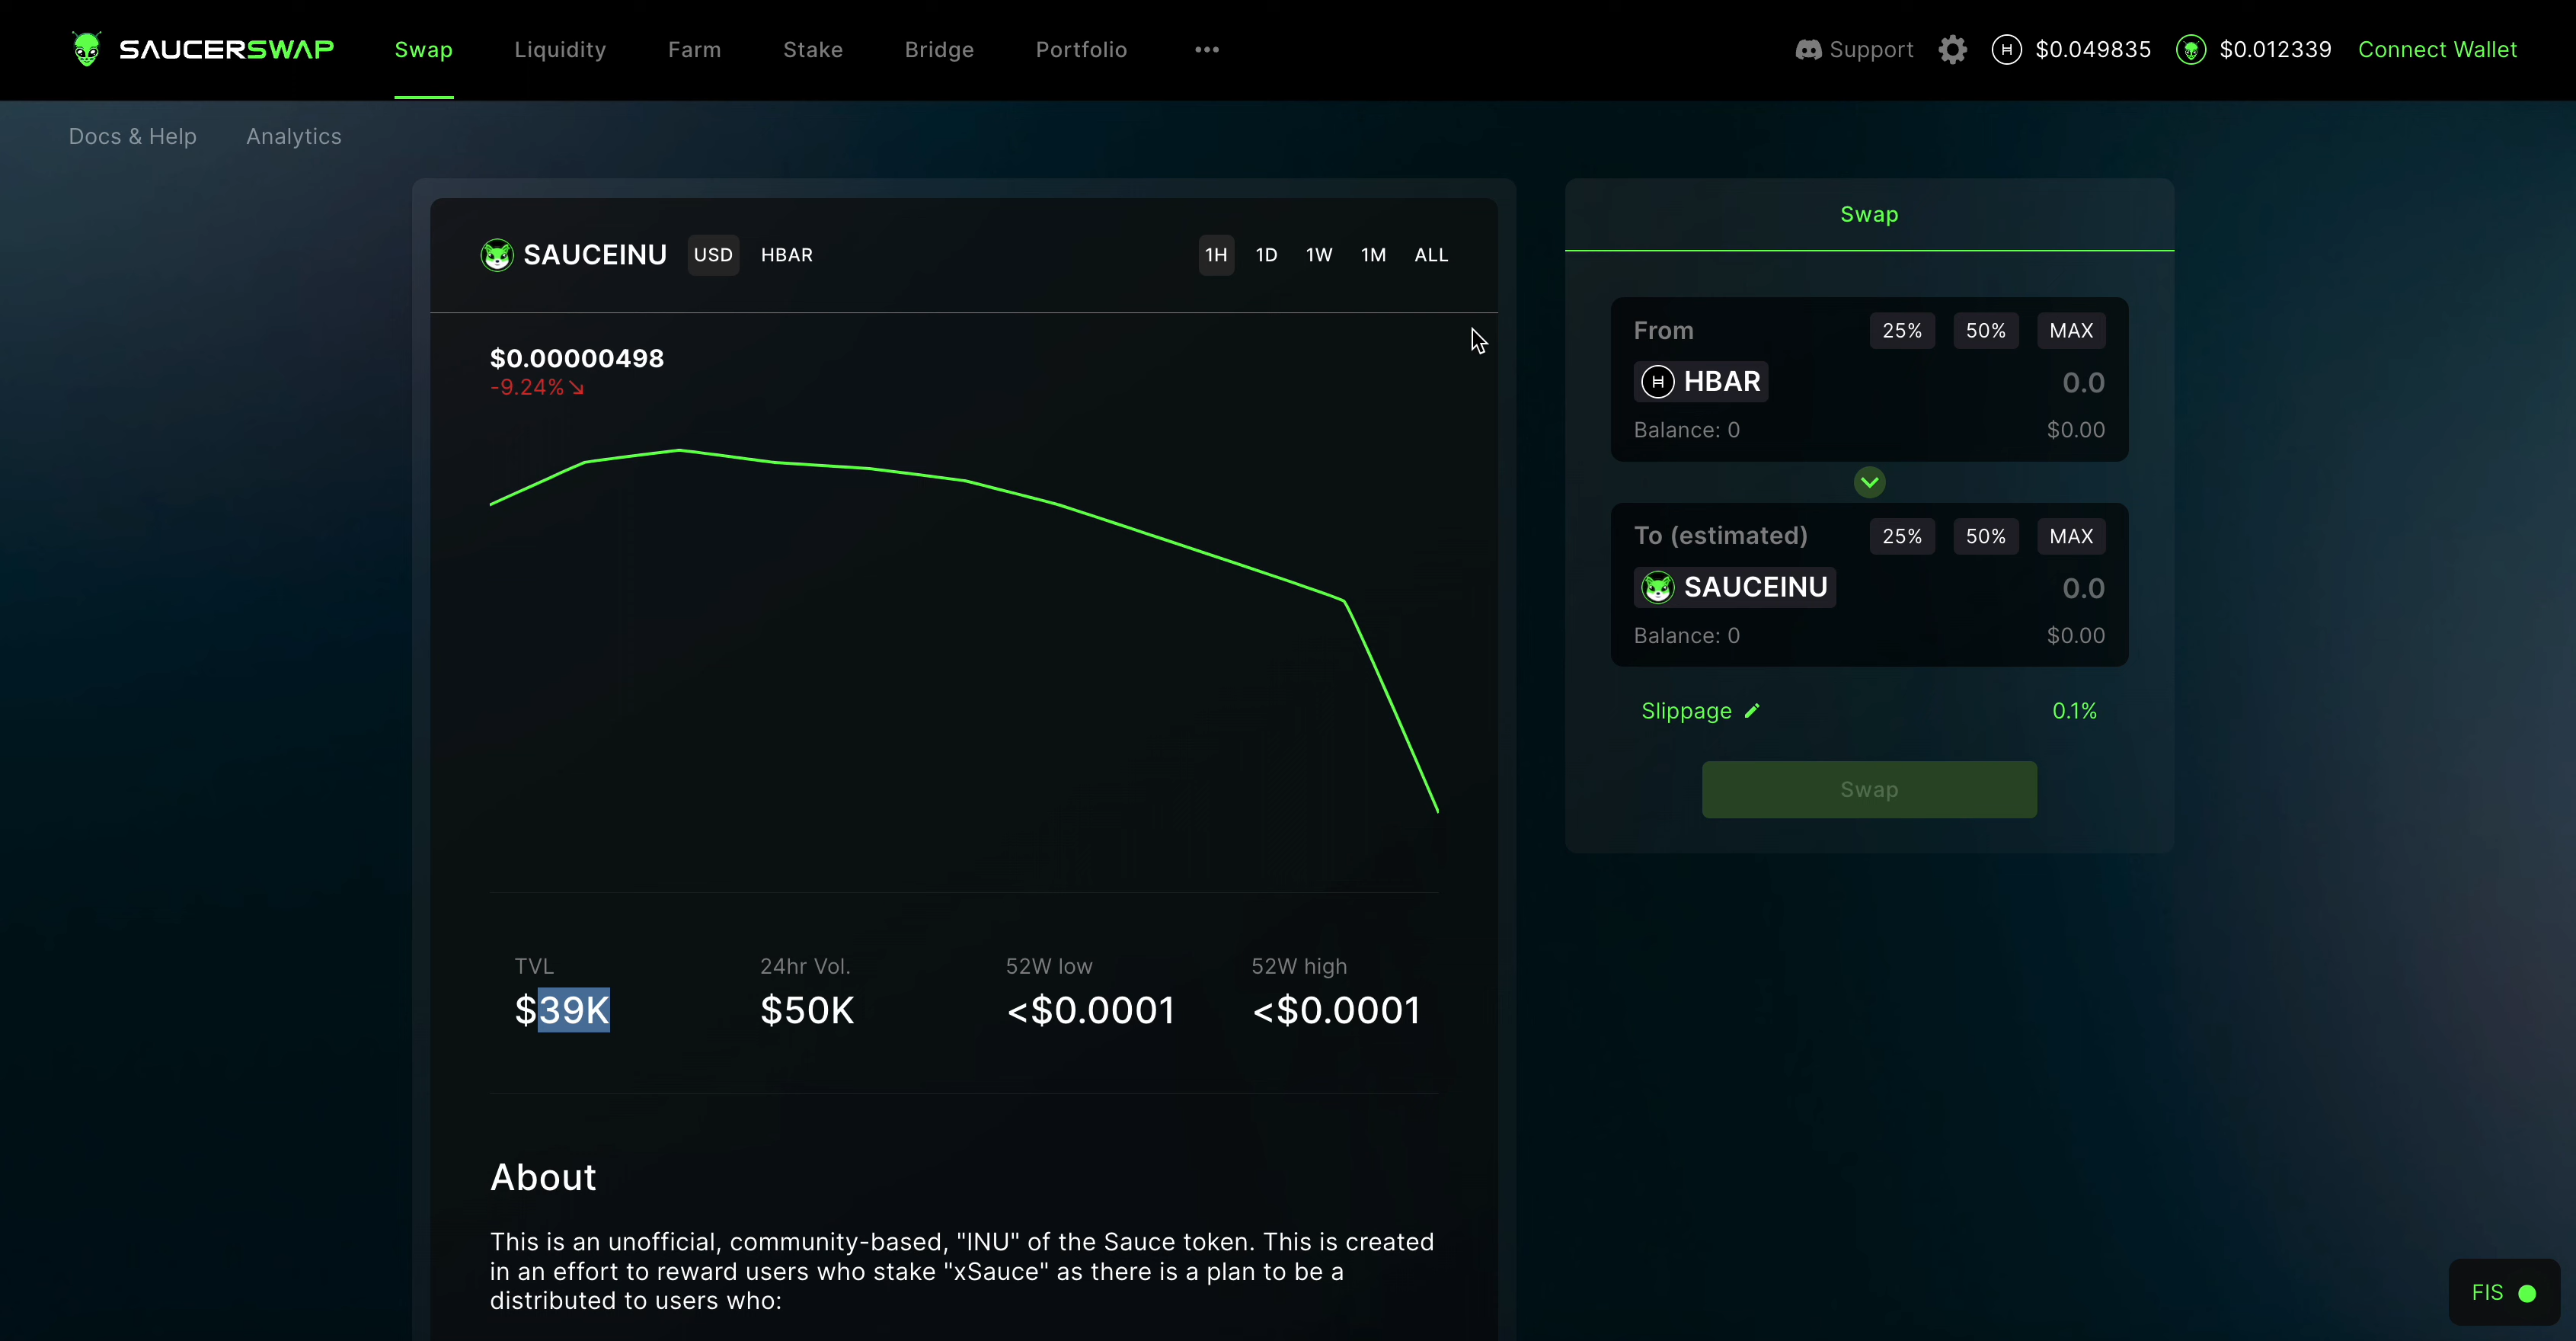 SAUCERSWAP Swap Liquidity Farm Stake Bridge Portfolio ••• Support $0.049835 $0.012339 Connect Wallet
Docs & Help Analytics
SAUCEINU USD HBAR 1H 1D 1W 1M ALL
$0.00000498
-9.24%↘
TVL 24hr Vol. 52W low 52W high
$39K $50K <$0.0001 <$0.0001
About
This is an unofficial, community-based, "INU" of the Sauce token. This is created
in an effort to reward users who stake "xSauce" as there is a plan to be a
distributed to users who:
Swap
From 25% 50% MAX
HBAR 0.0
Balance: 0 $0.00
To (estimated) 25% 50% MAX
SAUCEINU 0.0
Balance: 0 $0.00
Slippage 0.1%
Swap
FIS